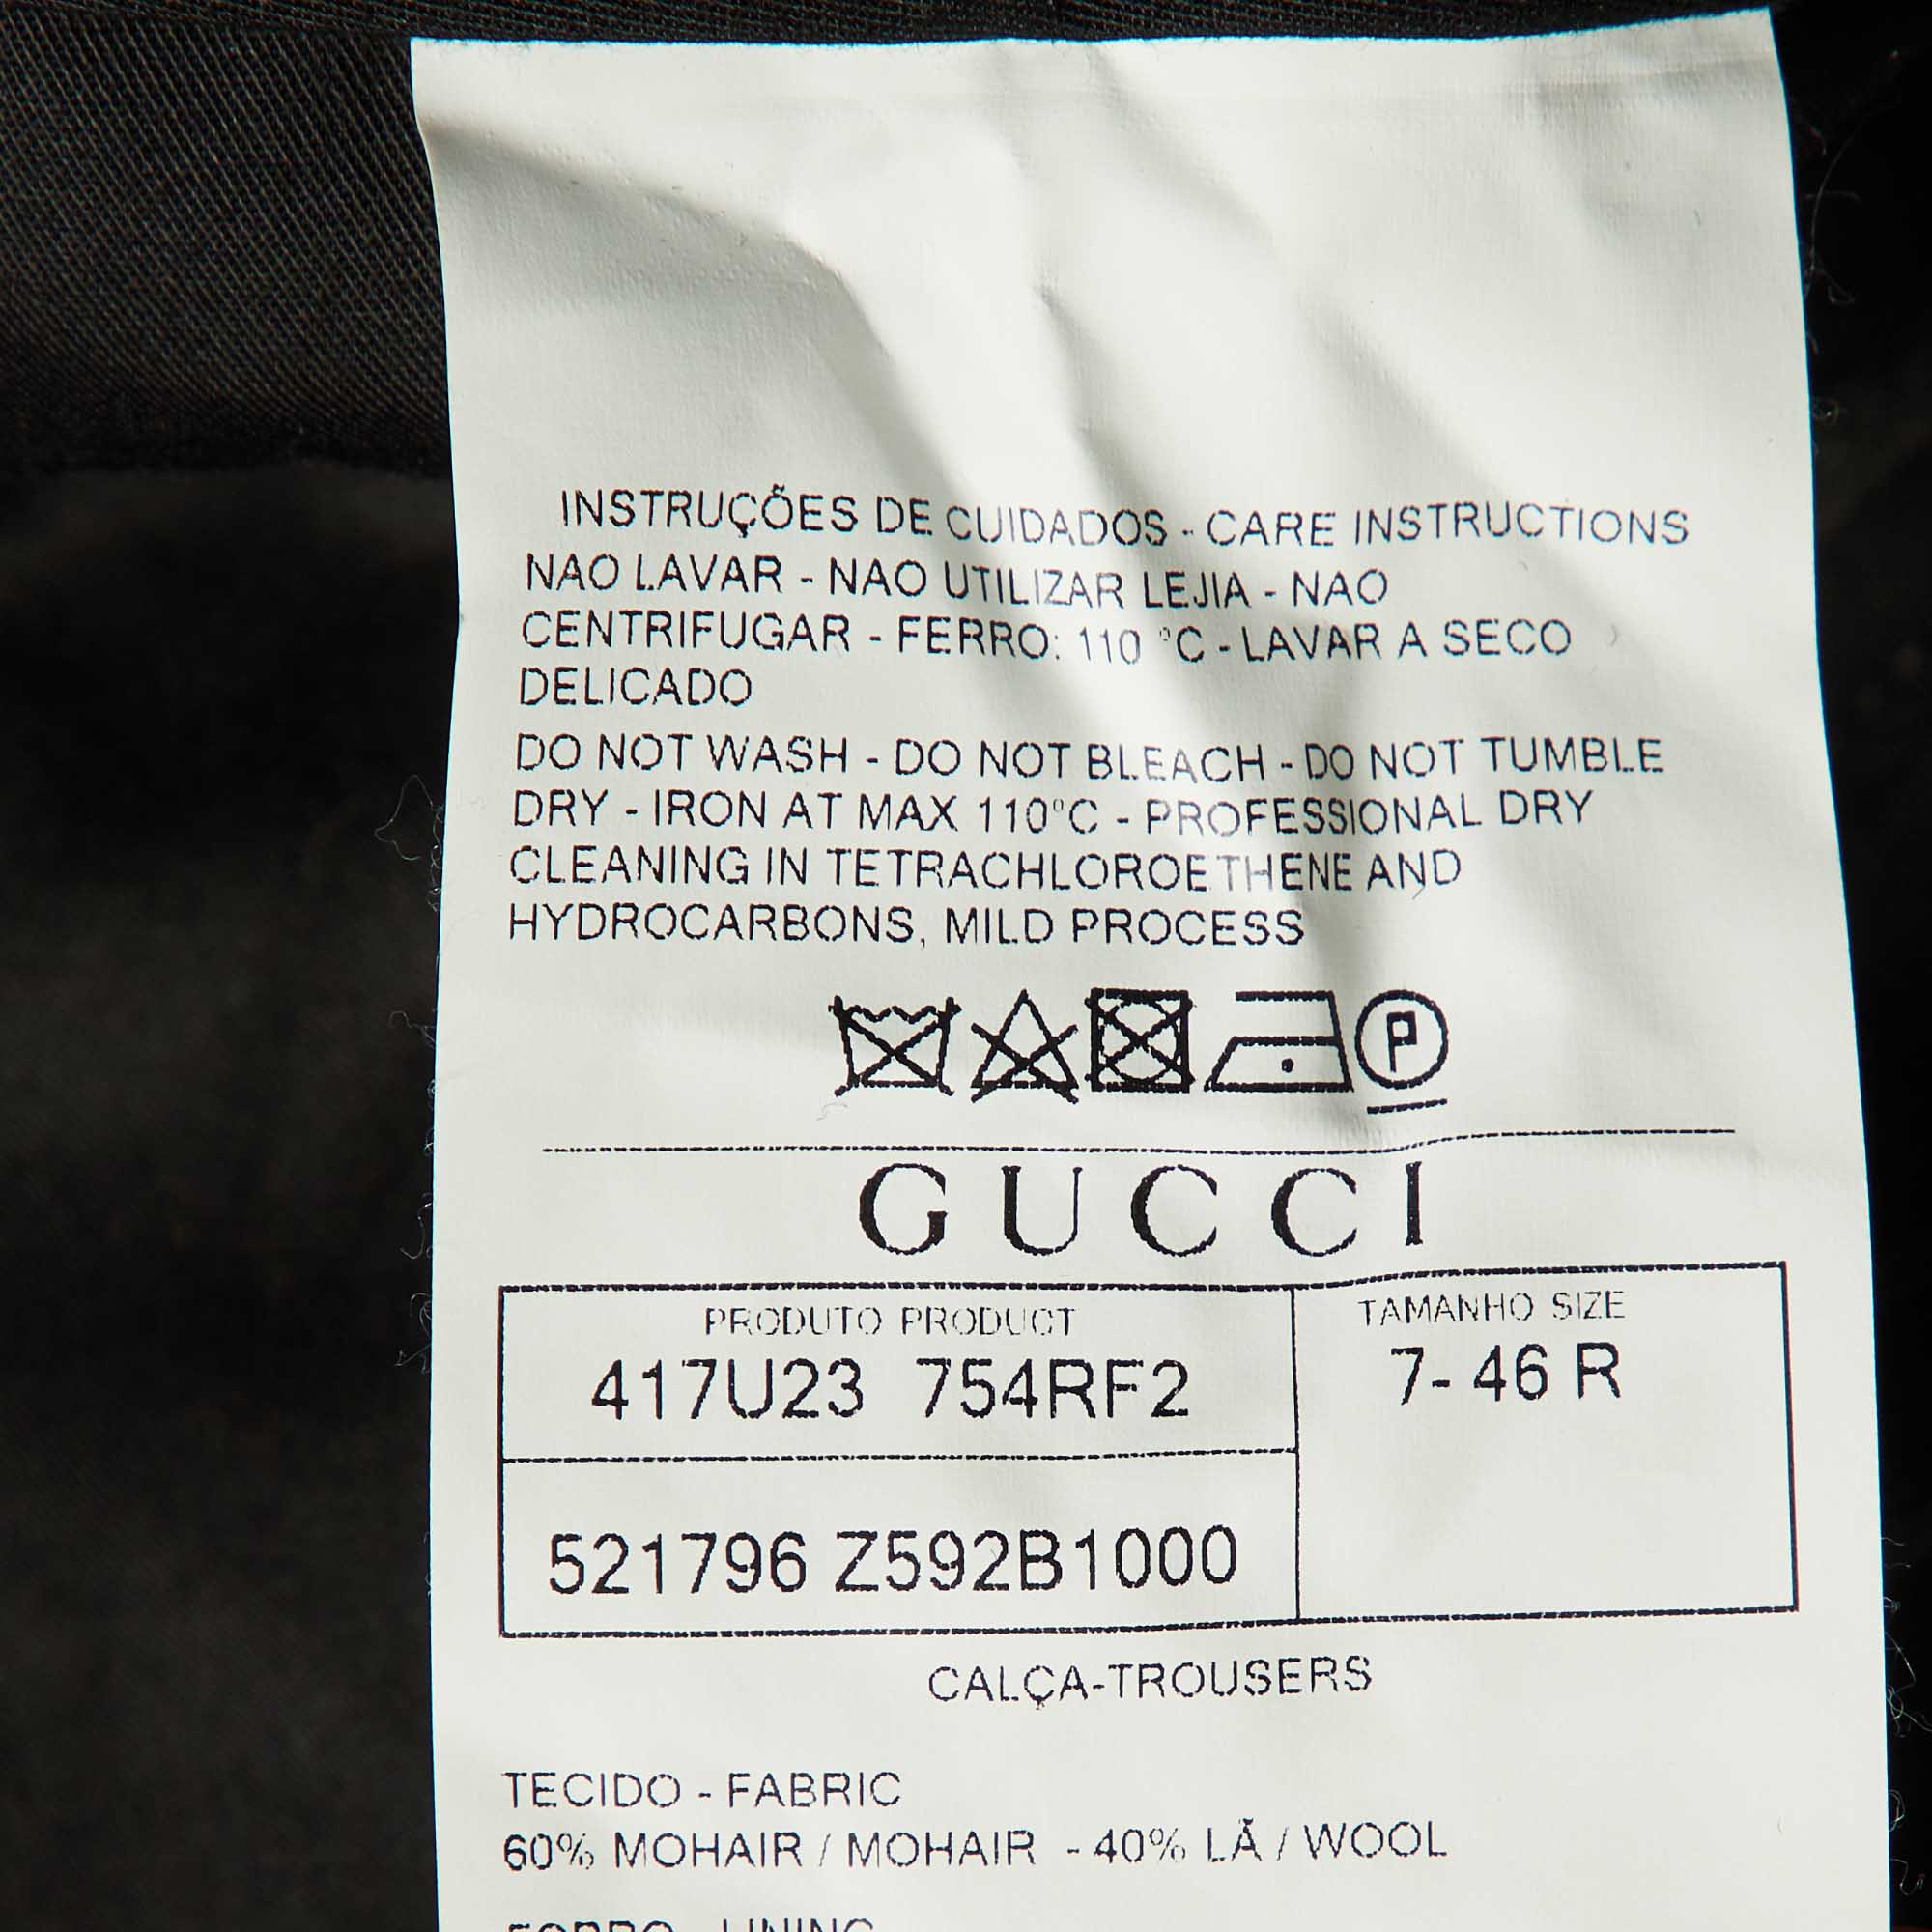 INSTRUÇÕES DE CUIDADOS - CARE INSTRUCTIONS
NAO LAVAR - NAO UTILIZAR LEJIA - NAO
CENTRIFUGAR - FERRO: 110 °C - LAVAR A SECO
DELICADO
DO NOT WASH - DO NOT BLEACH - DO NOT TUMBLE
DRY - IRON AT MAX 110°C - PROFESSIONAL DRY
CLEANING IN TETRACHLOROETHENE AND
HYDROCARBONS, MILD PROCESS
P
GUCCI
PRODUTO PRODUCT
417U23 754RF2
TAMANHO SIZE
7- 46 R
521796 Z592B1000
CALÇA-TROUSERS
TECIDO - FABRIC
60% MOHAIR / MOHAIR - 40% LÃ / WOOL
FORRO - LINING